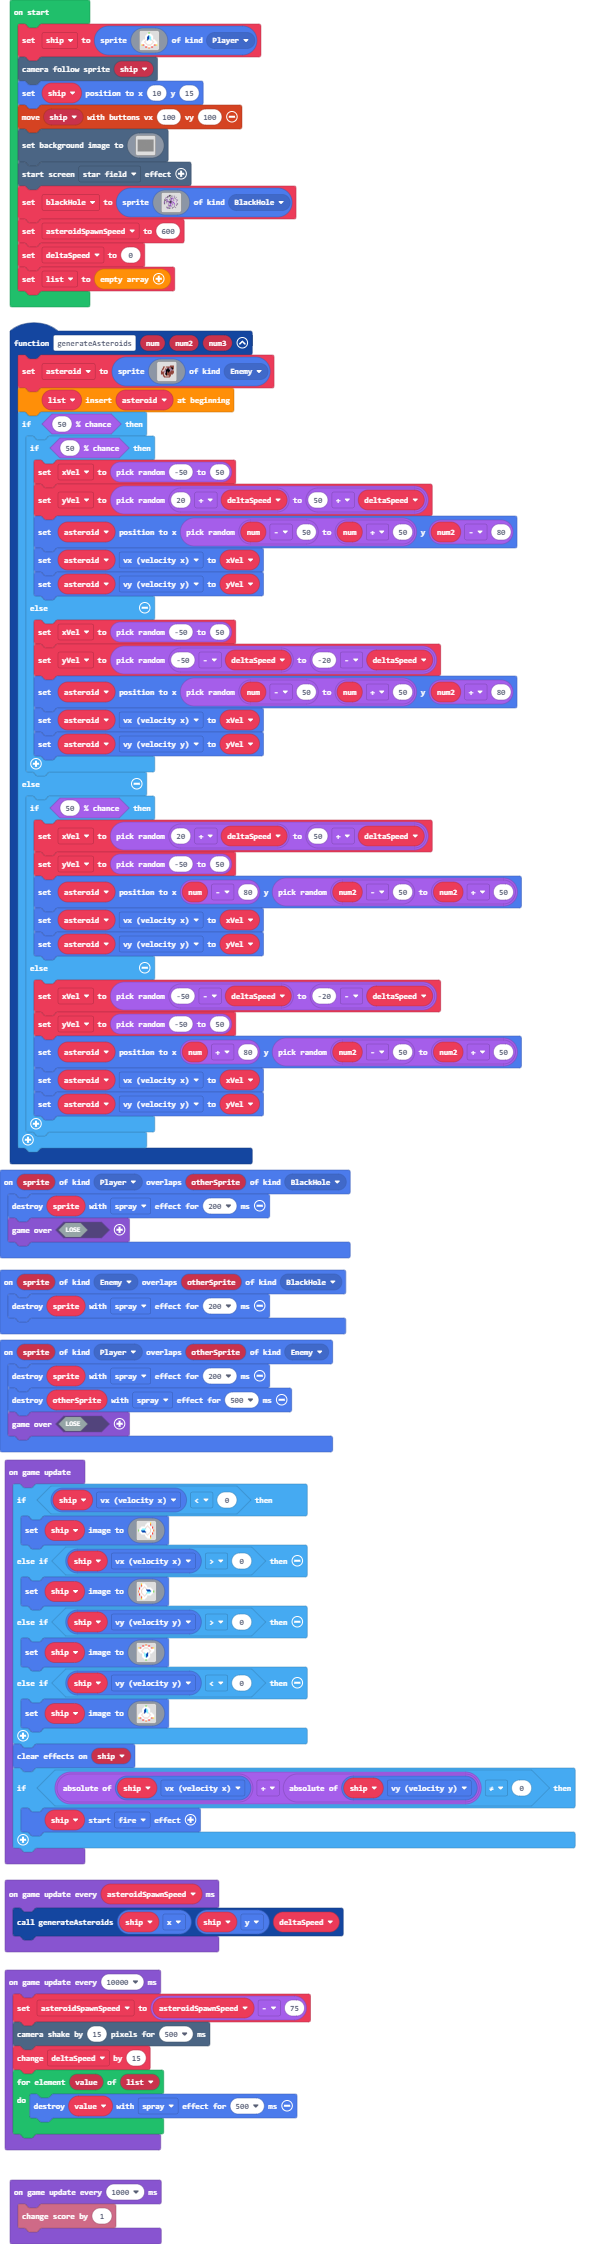 on start
set ship to sprite of kind Player
camera follow sprite ship
set ship position to x 10 y 15
move ship with buttons vx 100 vy 100
set background image to
start screen star field effect
set blackHole to sprite of kind BlackHole
set asteroidSpawnSpeed to 600
set deltaSpeed to 0
set list to empty array
function generateAsteroids num num2 num3
set asteroid to sprite of kind Enemy
list insert asteroid at beginning
if 50 % chance then
if 50 % chance then
set xVel to pick random -50 to 50
set yVel to pick random 20 + deltaSpeed to 50 + deltaSpeed
set asteroid position to x pick random num - 50 to num + 50 y num2 - 80
set asteroid vx (velocity x) to xVel
set asteroid vy (velocity y) to yVel
else
set xVel to pick random -50 to 50
set yVel to pick random -50 - deltaSpeed to -20 - deltaSpeed
set asteroid position to x pick random num - 50 to num + 50 y num2 + 80
set asteroid vx (velocity x) to xVel
set asteroid vy (velocity y) to yVel
else
if 50 % chance then
set xVel to pick random 20 + deltaSpeed to 50 + deltaSpeed
set yVel to pick random -50 to 50
set asteroid position to x num - 80 y pick random num2 - 50 to num2 + 50
set asteroid vx (velocity x) to xVel
set asteroid vy (velocity y) to yVel
else
set xVel to pick random -50 - deltaSpeed to -20 - deltaSpeed
set yVel to pick random -50 to 50
set asteroid position to x num + 80 y pick random num2 - 50 to num2 + 50
set asteroid vx (velocity x) to xVel
set asteroid vy (velocity y) to yVel
on sprite of kind Player overlaps otherSprite of kind BlackHole
destroy sprite with spray effect for 200 ms
game over LOSE
on sprite of kind Enemy overlaps otherSprite of kind BlackHole
destroy sprite with spray effect for 200 ms
on sprite of kind Player overlaps otherSprite of kind Enemy
destroy sprite with spray effect for 200 ms
destroy otherSprite with spray effect for 500 ms
game over LOSE
on game update
if ship vx (velocity x) < 0 then
set ship image to
else if ship vx (velocity x) > 0 then
set ship image to
else if ship vy (velocity y) > 0 then
set ship image to
else if ship vy (velocity y) < 0 then
set ship image to
clear effects on ship
if absolute of ship vx (velocity x) + absolute of ship vy (velocity y) ≠ 0 then
ship start fire effect
on game update every asteroidSpawnSpeed ms
call generateAsteroids ship x ship y deltaSpeed
on game update every 10000 ms
set asteroidSpawnSpeed to asteroidSpawnSpeed - 75
camera shake by 15 pixels for 500 ms
change deltaSpeed by 15
for element value of list
do destroy value with spray effect for 500 ms
on game update every 1000 ms
change score by 1